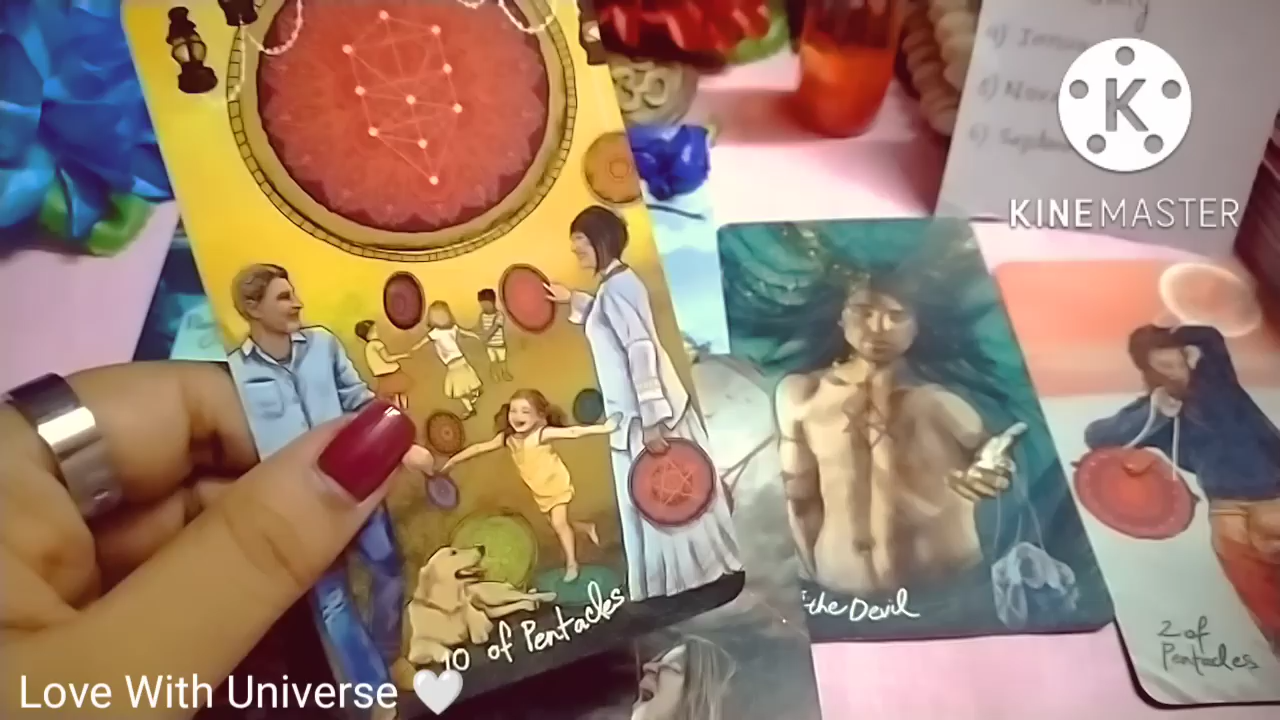 KINEMASTER
10 of Pentacles
the Devil
2 of
Pentacles
Love With Universe 🤍